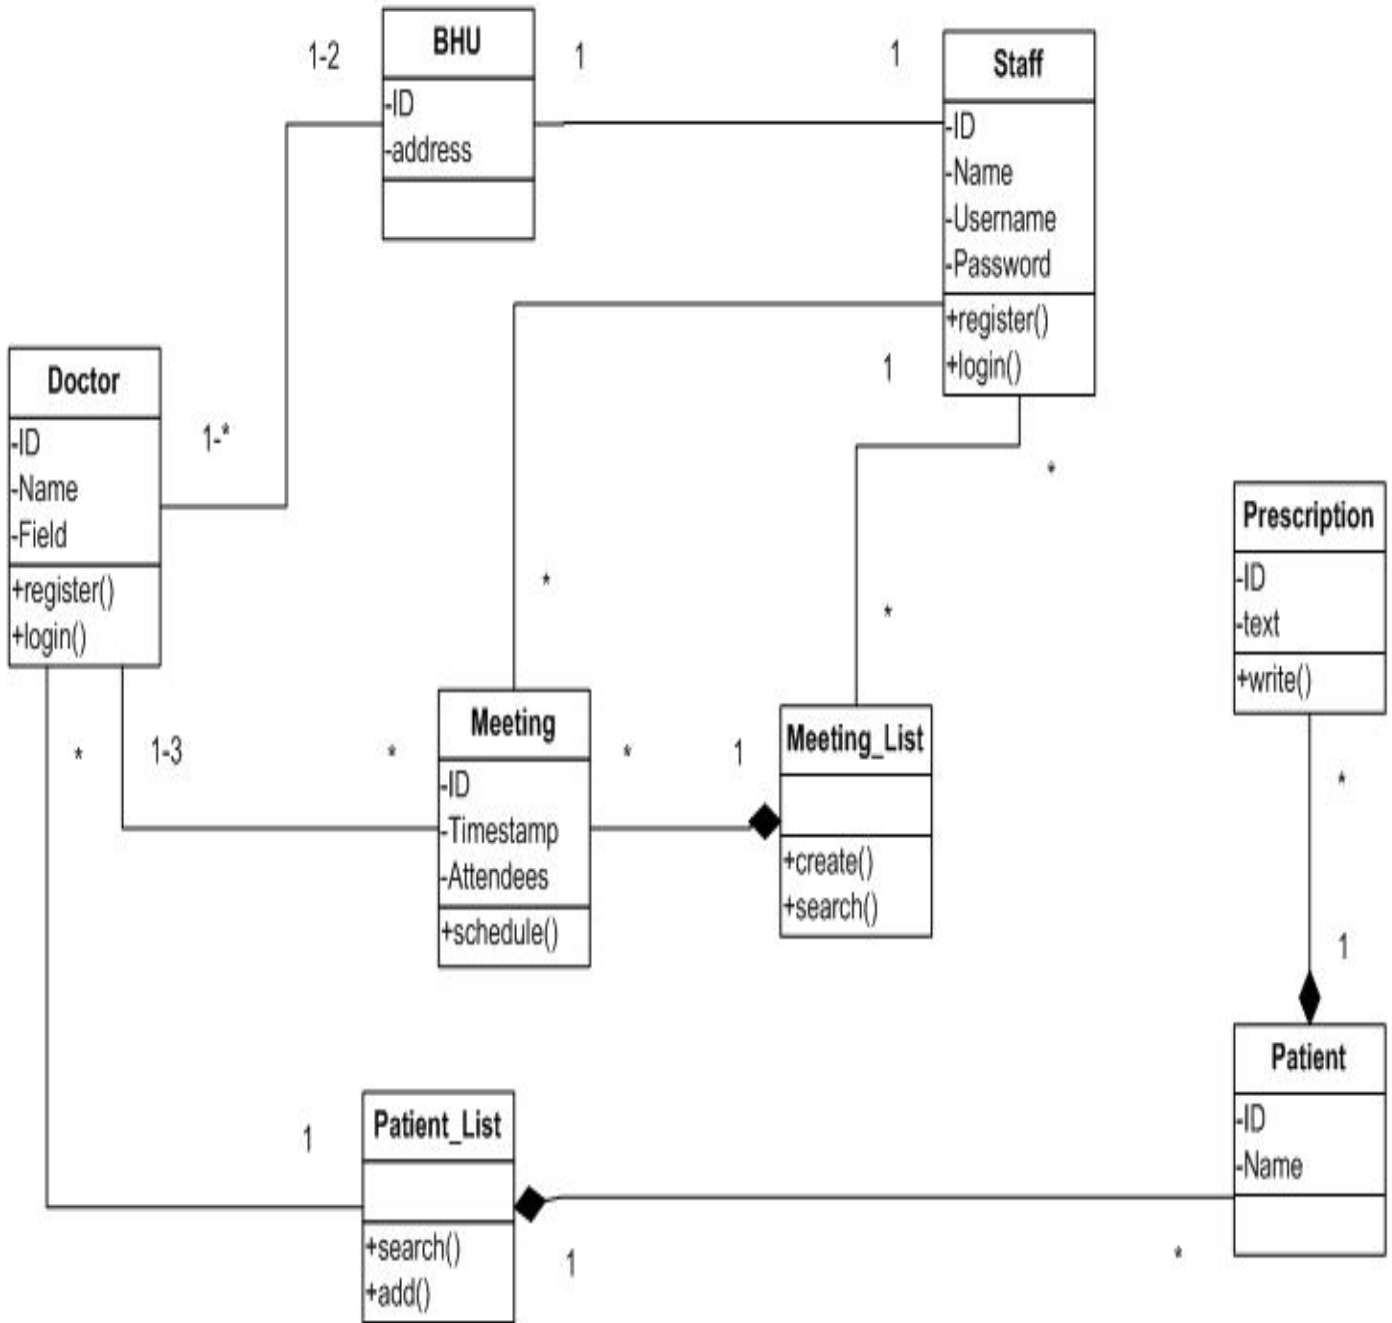 BHU
-ID
-address
1-2
1
1
Staff
-ID
-Name
-Username
-Password
+register()
+login()
1
*
Doctor
-ID
-Name
-Field
+register()
+login()
1-*
*
1-3
*
*
Meeting
-ID
-Timestamp
-Attendees
+schedule()
*
1
*
Meeting_List
+create()
+search()
Prescription
-ID
-text
+write()
*
1
Patient
-ID
-Name
Patient_List
+search()
+add()
1
1
*